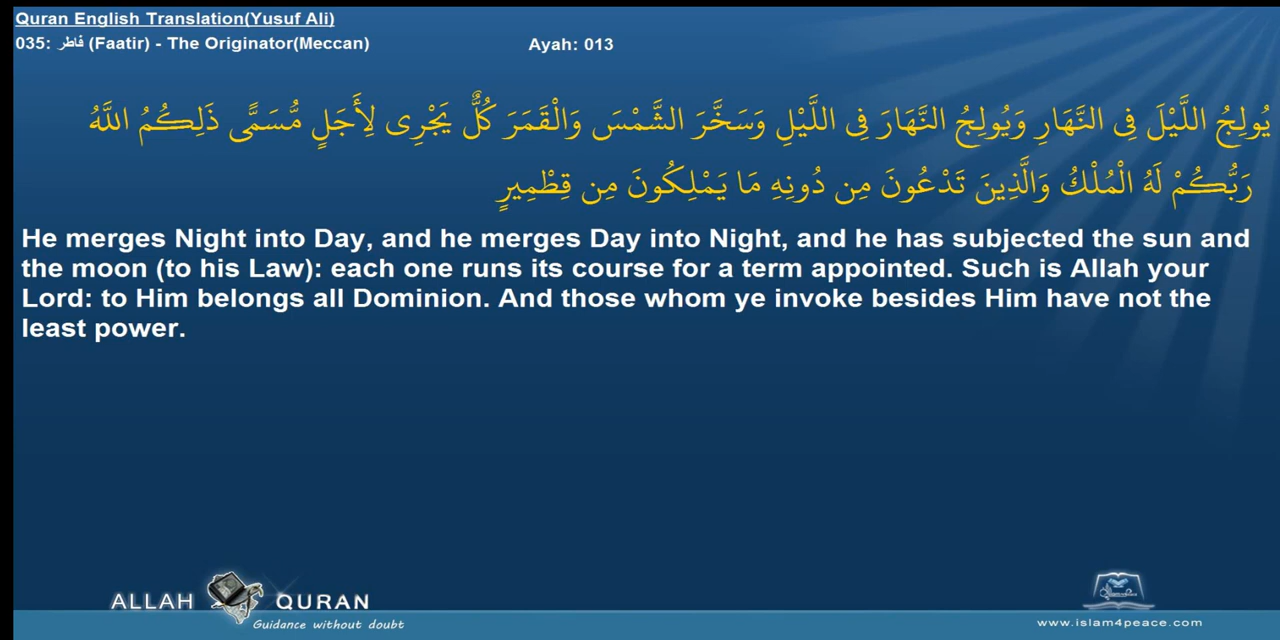 Quran English Translation(Yusuf Ali)
035: فاطر (Faatir) - The Originator(Meccan) Ayah: 013
يُولِجُ اللَّيْلَ فِى النَّهَارِ وَيُولِجُ النَّهَارَ فِى اللَّيْلِ وَسَخَّرَ الشَّمْسَ وَالْقَمَرَ كُلٌّ يَجْرِى لِأَجَلٍ مُّسَمًّى ذَلِكُمُ اللَّهُ
رَبُّكُمْ لَهُ الْمُلْكُ وَالَّذِينَ تَدْعُونَ مِن دُونِهِ مَا يَمْلِكُونَ مِن قِطْمِيرٍ
He merges Night into Day, and he merges Day into Night, and he has subjected the sun and
the moon (to his Law): each one runs its course for a term appointed. Such is Allah your
Lord: to Him belongs all Dominion. And those whom ye invoke besides Him have not the
least power.
ALLAH QURAN
Guidance without doubt
www.islam4peace.com